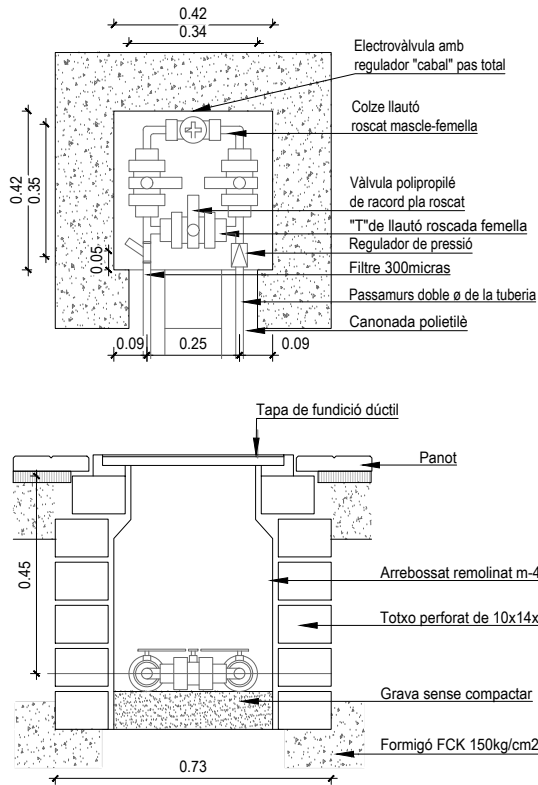 0.42
0.34
Electrovàlvula amb
regulador "cabal" pas total
Colze llautó
roscat mascle-femella
0.42
0.35
Vàlvula polipropilé
de racord pla roscat
"T"de llautó roscada femella
Regulador de pressió
0.05
Filtre 300micras
Passamurs doble ø de la tuberia
Canonada polietilè
0.09
0.25
0.09
Tapa de fundició dúctil
Panot
0.45
Arrebossat remolinat m-4
Totxo perforat de 10x14x
Grava sense compactar
Formigó FCK 150kg/cm2
0.73